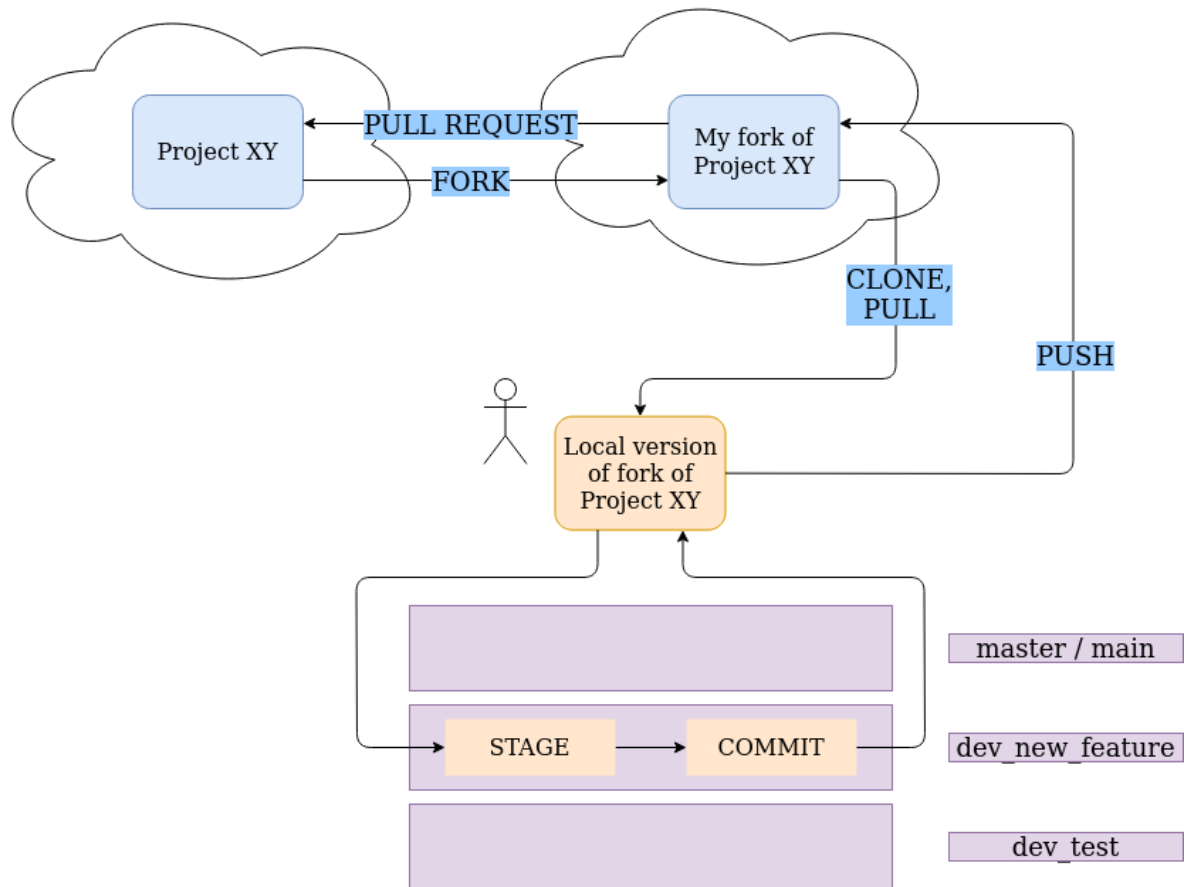 PULL REQUEST
Project XY
My fork of
Project XY
FORK
CLONE,
PULL
PUSH
Local version
of fork of
Project XY
master / main
STAGE
COMMIT
dev_new_feature
dev_test